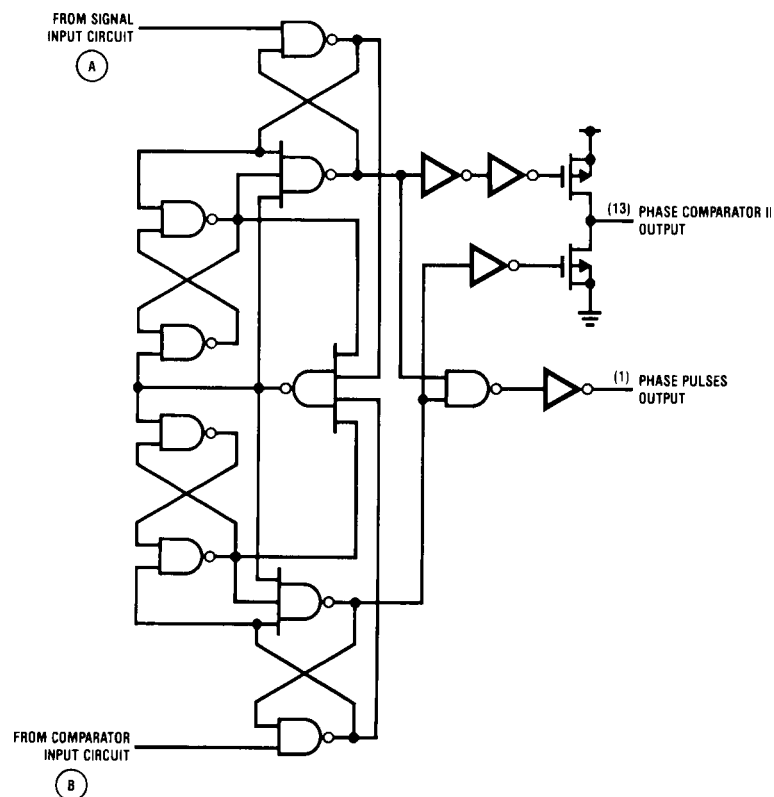 FROM SIGNAL
INPUT CIRCUIT
A
(13) PHASE COMPARATOR II
OUTPUT
(1) PHASE PULSES
OUTPUT
FROM COMPARATOR
INPUT CIRCUIT
B